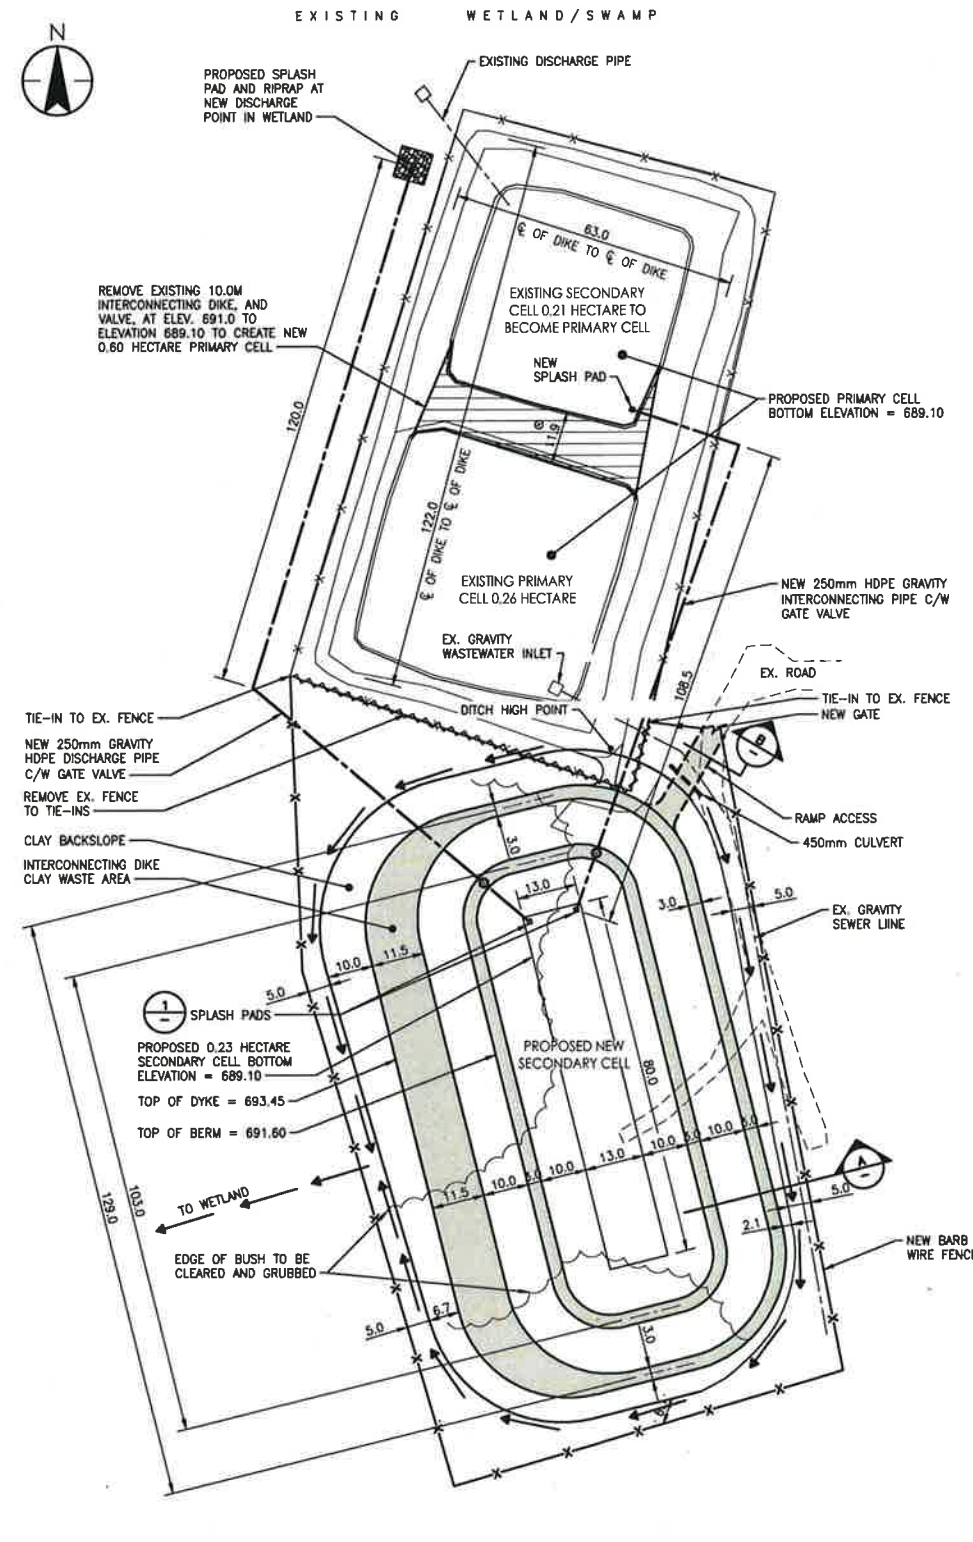 EXISTING WETLAND/SWAMP
N
EXISTING DISCHARGE PIPE
PROPOSED SPLASH
PAD AND RIPRAP AT
NEW DISCHARGE
POINT IN WETLAND
63.0
℄ OF DIKE TO ℄ OF DIKE
REMOVE EXISTING 10.0M
INTERCONNECTING DIKE, AND
VALVE, AT ELEV. 691.0 TO
ELEVATION 689.10 TO CREATE NEW
0.60 HECTARE PRIMARY CELL
EXISTING SECONDARY
CELL 0.21 HECTARE TO
BECOME PRIMARY CELL
NEW
SPLASH PAD
PROPOSED PRIMARY CELL
BOTTOM ELEVATION = 689.10
120.0
11.9
122.0
℄ OF DIKE TO ℄ OF DIKE
EXISTING PRIMARY
CELL 0.26 HECTARE
NEW 250mm HDPE GRAVITY
INTERCONNECTING PIPE C/W
GATE VALVE
EX. GRAVITY
WASTEWATER INLET
108.5
EX. ROAD
DITCH HIGH POINT
TIE-IN TO EX. FENCE
NEW GATE
B
TIE-IN TO EX. FENCE
NEW 250mm GRAVITY
HDPE DISCHARGE PIPE
C/W GATE VALVE
REMOVE EX. FENCE
TO TIE-INS
RAMP ACCESS
450mm CULVERT
CLAY BACKSLOPE
INTERCONNECTING DIKE
CLAY WASTE AREA
3.0
13.0
3.0
5.0
EX. GRAVITY
SEWER LINE
10.0
11.5
5.0
1
SPLASH PADS
PROPOSED 0.23 HECTARE
SECONDARY CELL BOTTOM
ELEVATION = 689.10
PROPOSED NEW
SECONDARY CELL
80.0
TOP OF DYKE = 693.45
TOP OF BERM = 691.60
129.0
103.0
TO WETLAND
11.5
10.0
3.0
10.0
13.0
10.0
3.0
10.0
3.0
A
5.0
2.1
EDGE OF BUSH TO BE
CLEARED AND GRUBBED
NEW BARB
WIRE FENC
5.0
6.7
3.0